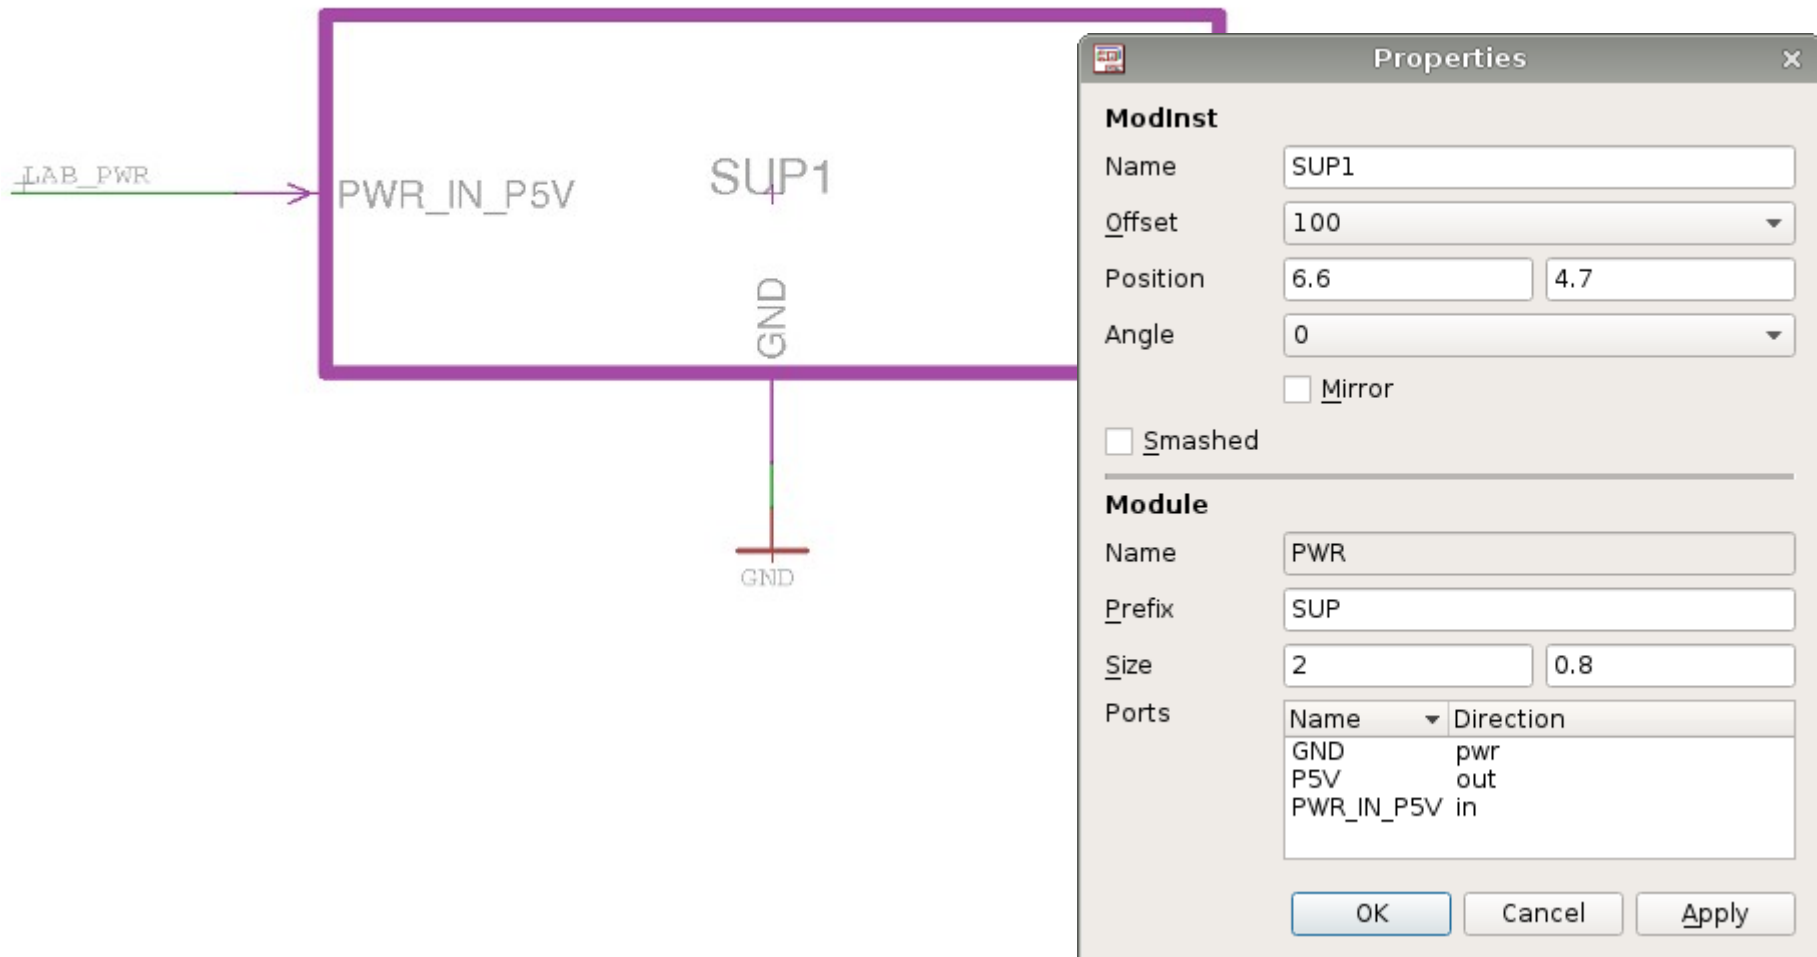 LAB_PWR
PWR_IN_P5V
SUP1
GND
GND
Properties
ModInst
Name SUP1
Offset 100
Position 6.6 4.7
Angle 0
Mirror
Smashed
Module
Name PWR
Prefix SUP
Size 2 0.8
Ports Name Direction
GND pwr
P5V out
PWR_IN_P5V in
OK Cancel Apply